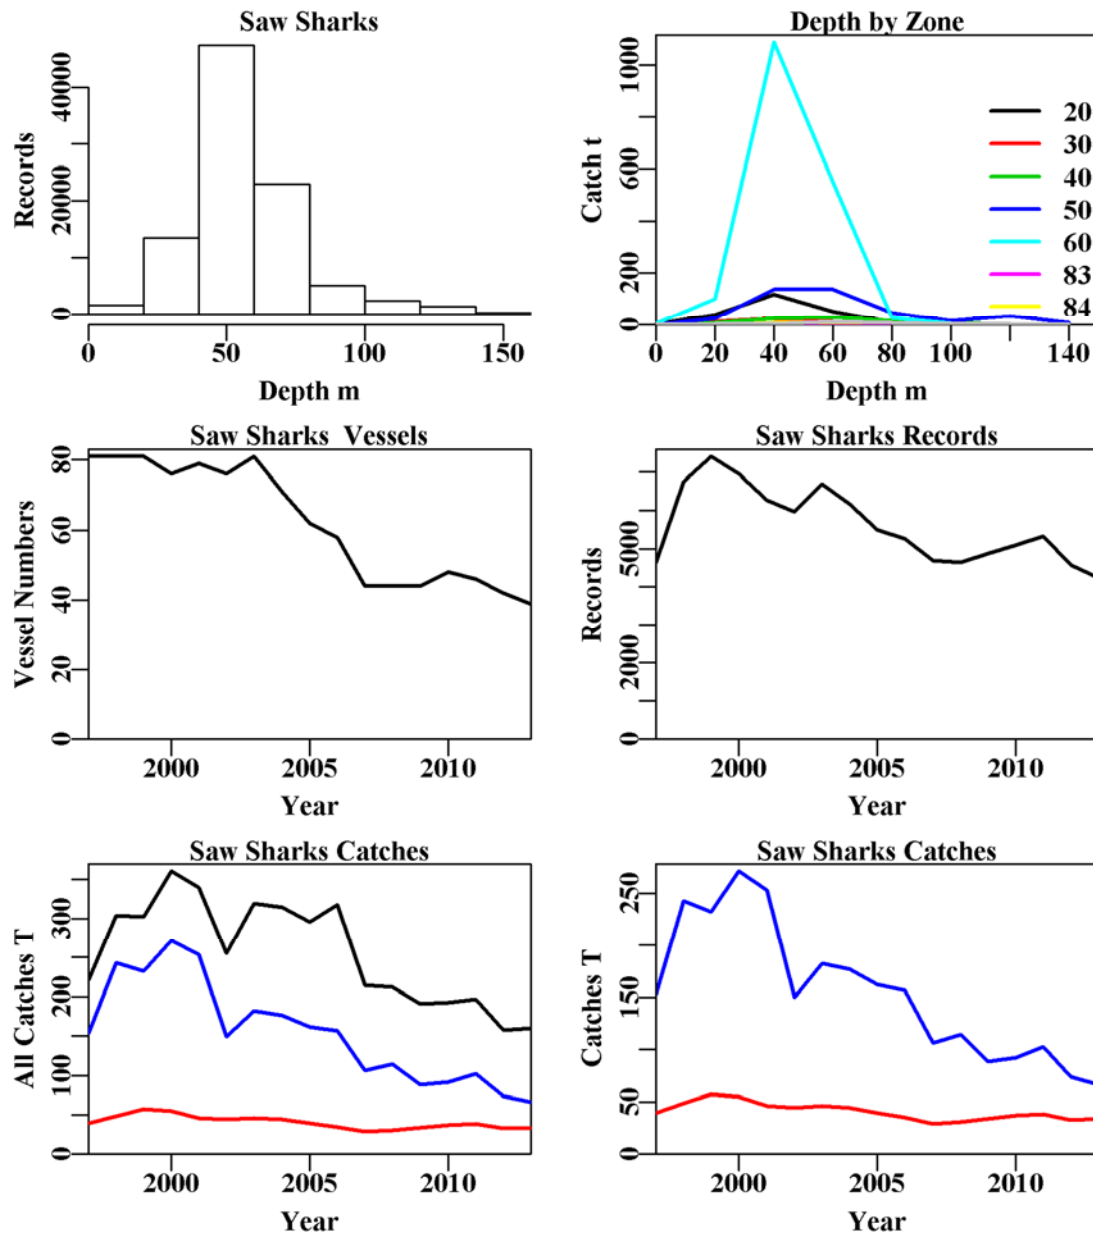 Saw Sharks
Records
0 20000 40000
0 50 100 150
Depth m
Depth by Zone
Catch t
0 200 600 1000
20
30
40
50
60
83
84
0 20 40 60 80 100 140
Depth m
Saw Sharks Vessels
Vessel Numbers
0 20 40 60 80
2000 2005 2010
Year
Saw Sharks Records
Records
0 2000 5000
2000 2005 2010
Year
Saw Sharks Catches
All Catches T
0 100 200 300
2000 2005 2010
Year
Saw Sharks Catches
Catches T
0 50 150 250
2000 2005 2010
Year